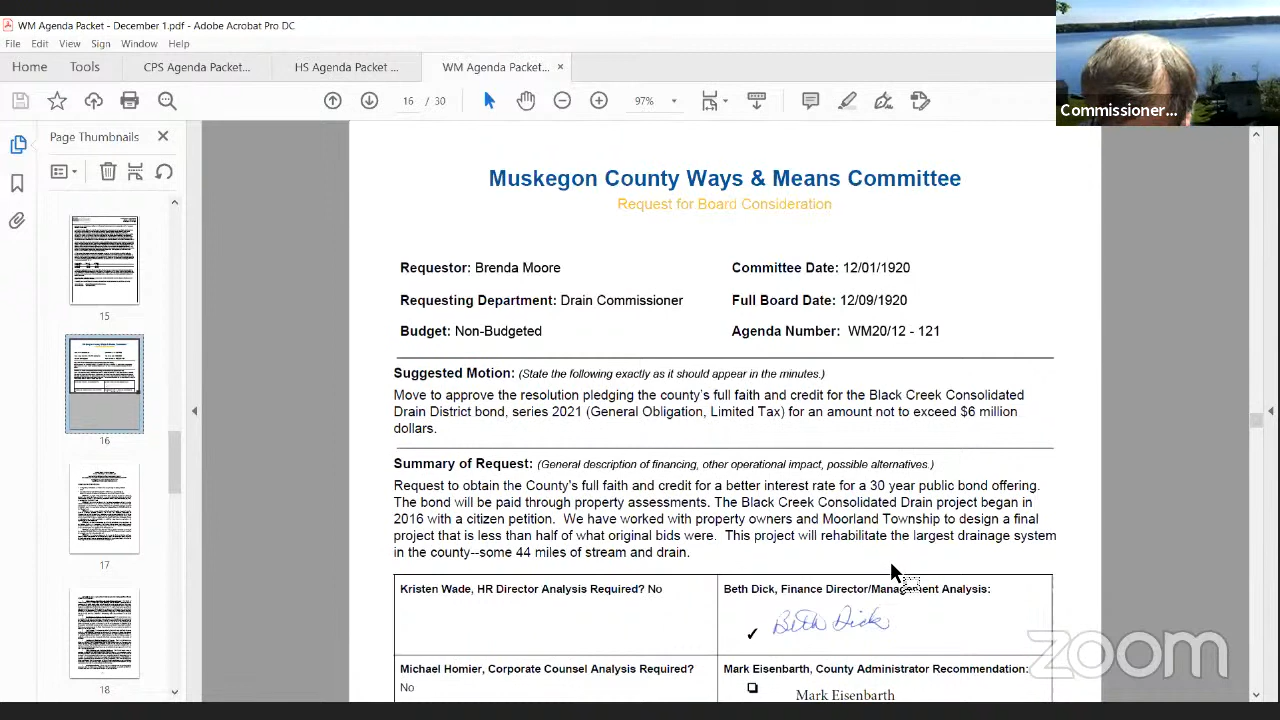 WM Agenda Packet - December 1.pdf - Adobe Acrobat Pro DC
File Edit View Sign Window Help
Home Tools CPS Agenda Packet... HS Agenda Packet ... WM Agenda Packet... ×
16 / 30 97%
Commissioner...
Page Thumbnails
15
16
17
18
Muskegon County Ways & Means Committee
Request for Board Consideration
Requestor: Brenda Moore Committee Date: 12/01/1920
Requesting Department: Drain Commissioner Full Board Date: 12/09/1920
Budget: Non-Budgeted Agenda Number: WM20/12 - 121
Suggested Motion: (State the following exactly as it should appear in the minutes.)
Move to approve the resolution pledging the county's full faith and credit for the Black Creek Consolidated
Drain District bond, series 2021 (General Obligation, Limited Tax) for an amount not to exceed $6 million
dollars.
Summary of Request: (General description of financing, other operational impact, possible alternatives.)
Request to obtain the County's full faith and credit for a better interest rate for a 30 year public bond offering.
The bond will be paid through property assessments. The Black Creek Consolidated Drain project began in
2016 with a citizen petition. We have worked with property owners and Moorland Township to design a final
project that is less than half of what original bids were. This project will rehabilitate the largest drainage system
in the county--some 44 miles of stream and drain.
Kristen Wade, HR Director Analysis Required? No
Beth Dick, Finance Director/Management Analysis:
Beth Dick
Michael Homier, Corporate Counsel Analysis Required?
No
Mark Eisenbarth, County Administrator Recommendation:
Mark Eisenbarth
zoom